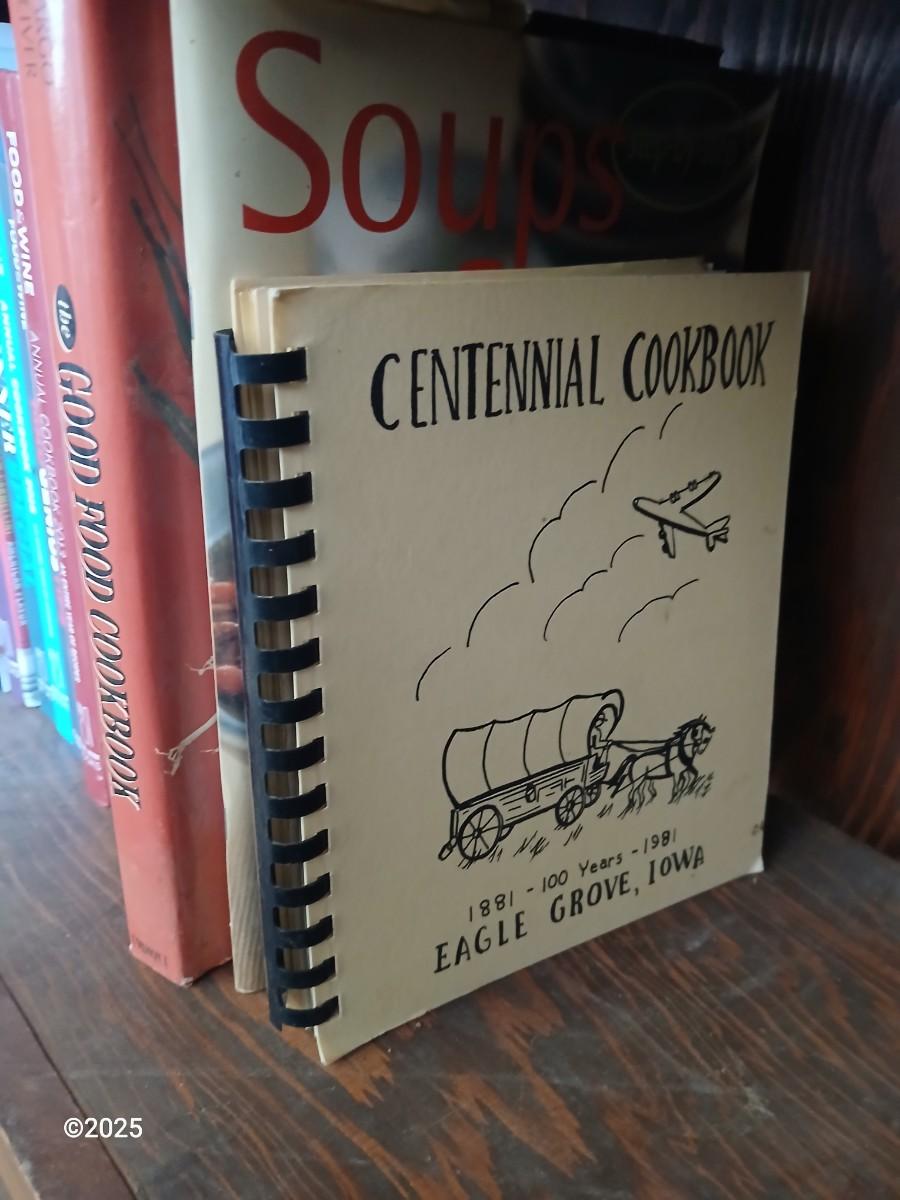 FOOD & WINE ANNUAL COOKBOOK
the GOOD FOOD COOKBOOK
Soups
CENTENNIAL COOKBOOK
1881 - 100 Years - 1981
EAGLE GROVE, IOWA
©2025